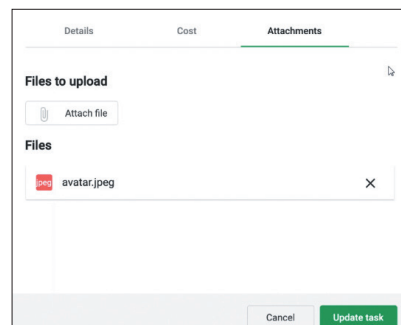 Details Cost Attachments
Files to upload
Attach file
Files
jpeg avatar.jpeg
Cancel Update task